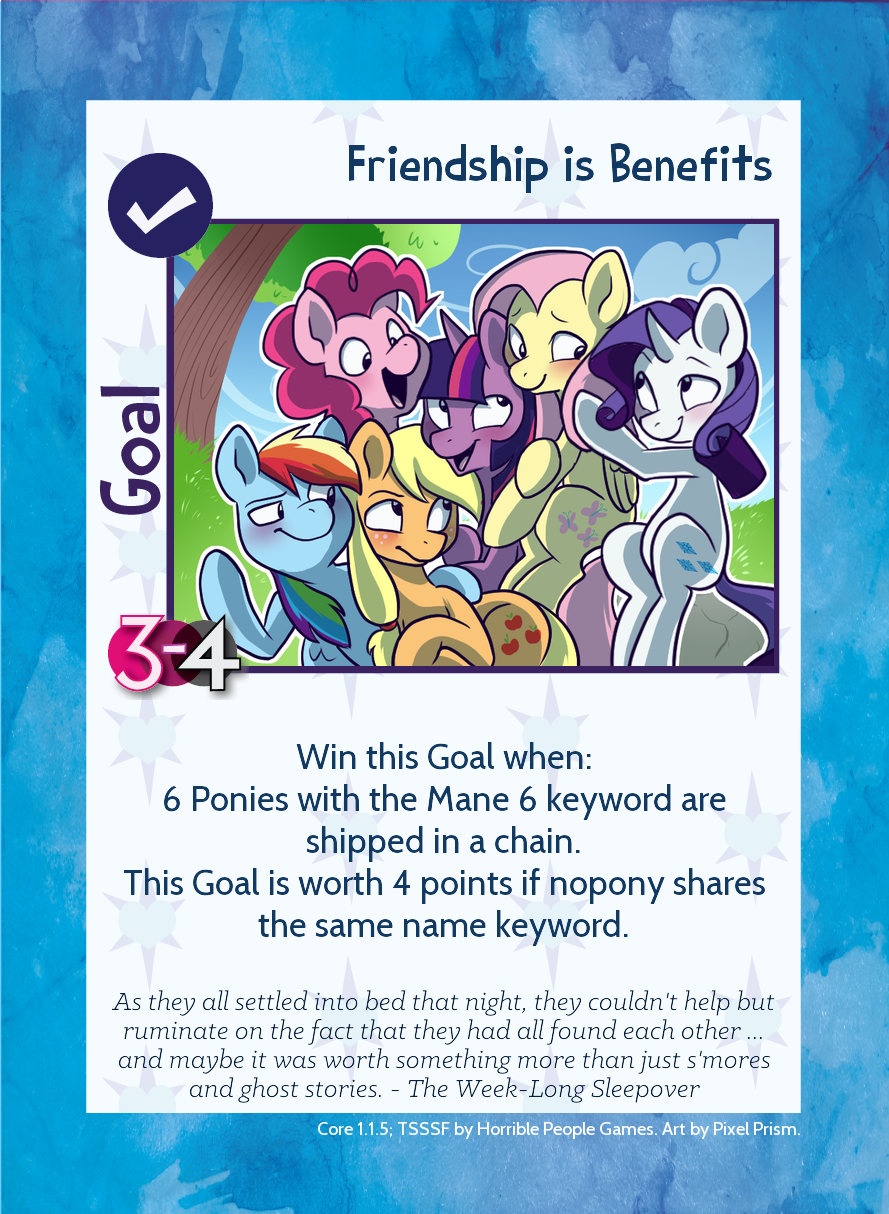 Friendship is Benefits
Goal
3-4
Win this Goal when:
6 Ponies with the Mane 6 keyword are
shipped in a chain.
This Goal is worth 4 points if nopony shares
the same name keyword.
As they all settled into bed that night, they couldn't help but
ruminate on the fact that they had all found each other ...
and maybe it was worth something more than just s'mores
and ghost stories. - The Week-Long Sleepover
Core 1.1.5; TSSSF by Horrible People Games. Art by Pixel Prism.